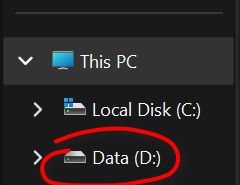 This PC
Local Disk (C:)
Data (D:)